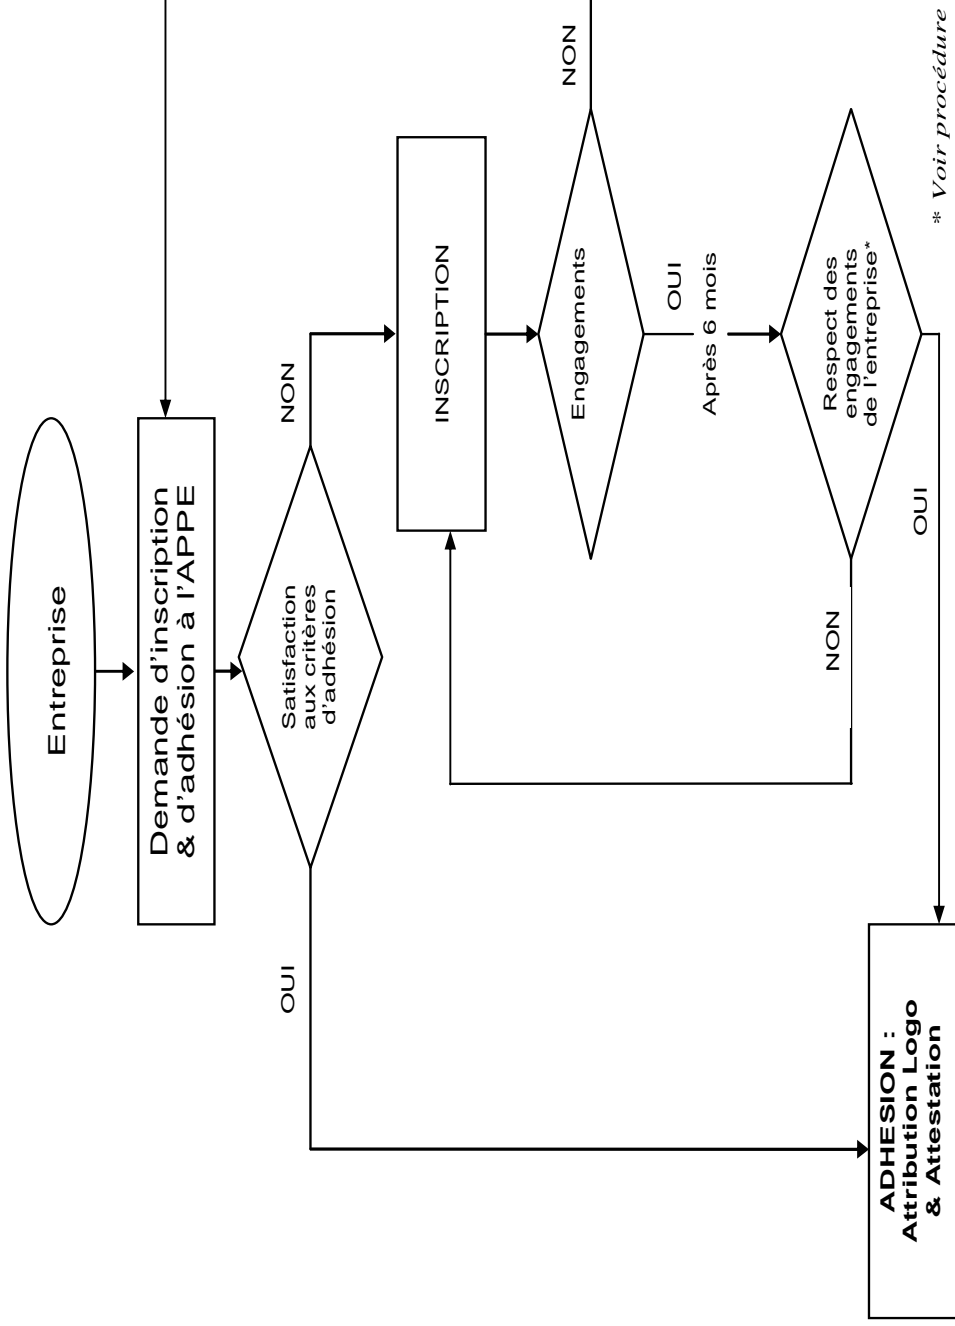 Entreprise
Demande d'inscription
& d'adhésion à l'APPE
Satisfaction
aux critères
d'adhésion
OUI
NON
INSCRIPTION
Engagements
NON
OUI
Après 6 mois
Respect des
engagements
de l'entreprise*
NON
OUI
ADHESION :
Attribution Logo
& Attestation
* Voir procédure